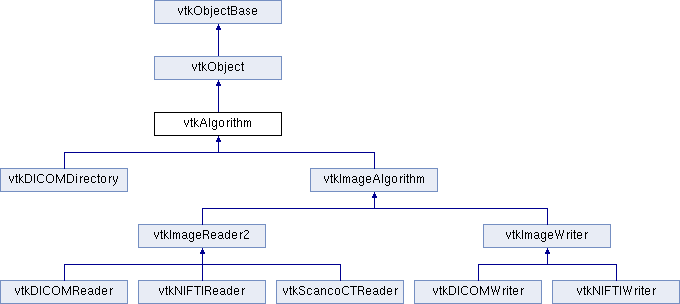 vtkObjectBase
vtkObject
vtkAlgorithm
vtkDICOMDirectory
vtkImageAlgorithm
vtkImageReader2
vtkImageWriter
vtkDICOMReader
vtkNIFTIReader
vtkScancoCTReader
vtkDICOMWriter
vtkNIFTIWriter